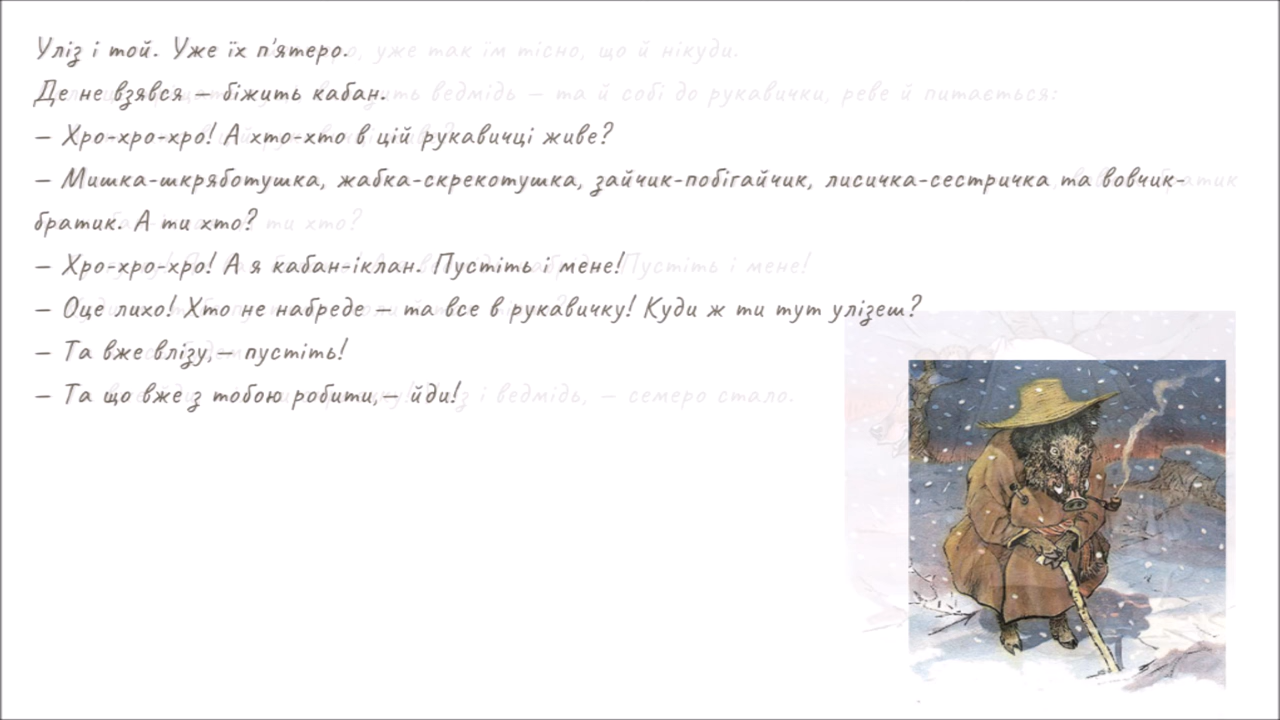 Уліз і той. Уже їх п'ятеро.
Де не взявся — біжить кабан.
— Хро-хро-хро! А хто-хто в цій рукавичці живе?
— Мишка-шкряботушка, жабка-скрекотушка, зайчик-побігайчик, лисичка-сестричка та вовчик-
братик. А ти хто?
— Хро-хро-хро! А я кабан-іклан. Пустіть і мене!
— Оце лихо! Хто не набреде — та все в рукавичку! Куди ж ти тут улізеш?
— Та вже влізу,— пустіть!
— Та що вже з тобою робити,— йди!